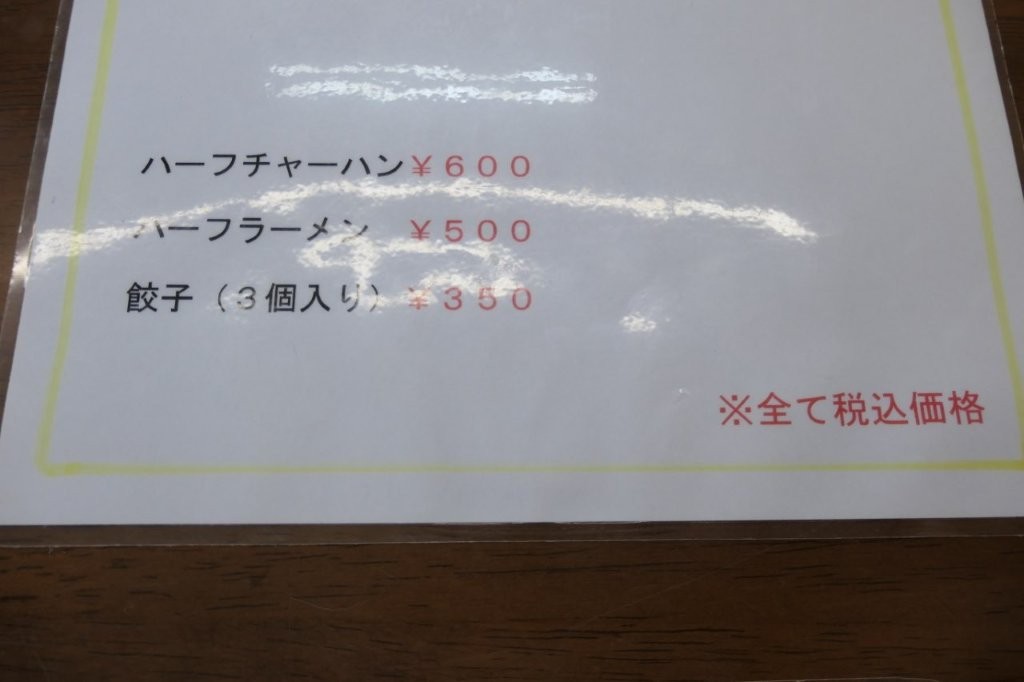 ハーフチャーハン￥６００
ハーフラーメン ￥５００
餃子（３個入り） ￥３５０
※全て税込価格